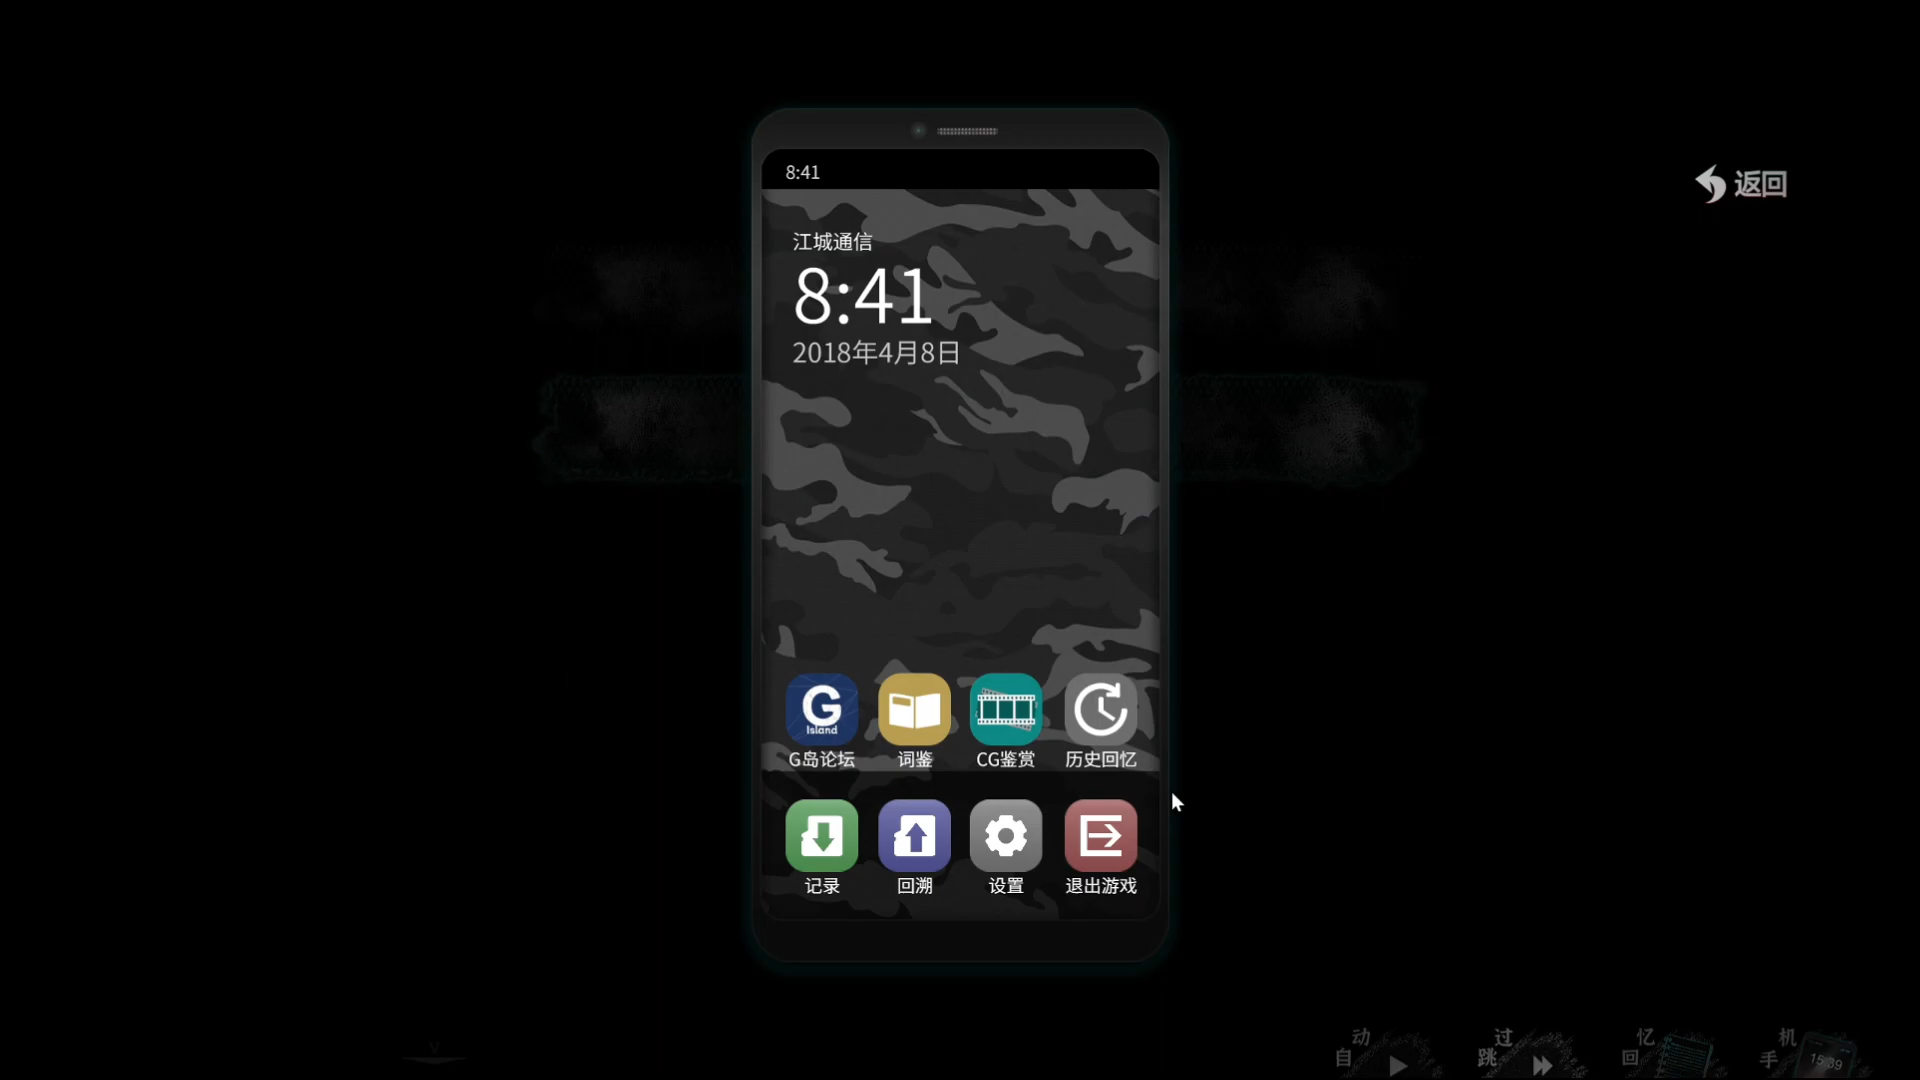 8:41
返回
江城通信
8:41
2018年4月8日
G
Island
G岛论坛
词鉴
CG鉴赏
历史回忆
记录
回溯
设置
退出游戏
自动
跳过
回忆
手机
15:39